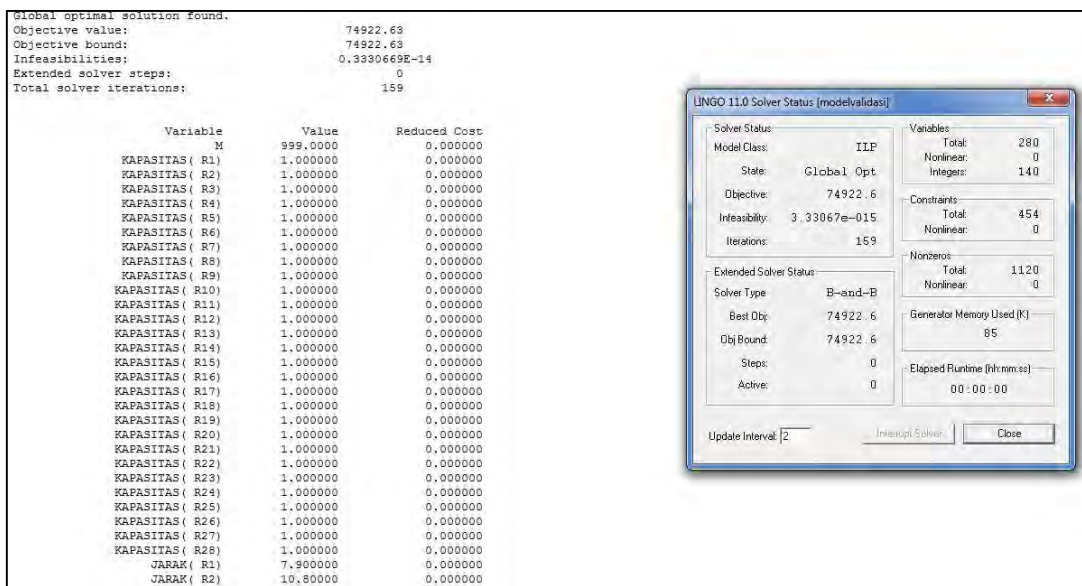 Global optimal solution found.
Objective value: 74922.63
Objective bound: 74922.63
Infeasibilities: 0.3330669E-14
Extended solver steps: 0
Total solver iterations: 159
Variable Value Reduced Cost
M 999.0000 0.000000
KAPASITAS( R1) 1.000000 0.000000
KAPASITAS( R2) 1.000000 0.000000
KAPASITAS( R3) 1.000000 0.000000
KAPASITAS( R4) 1.000000 0.000000
KAPASITAS( R5) 1.000000 0.000000
KAPASITAS( R6) 1.000000 0.000000
KAPASITAS( R7) 1.000000 0.000000
KAPASITAS( R8) 1.000000 0.000000
KAPASITAS( R9) 1.000000 0.000000
KAPASITAS( R10) 1.000000 0.000000
KAPASITAS( R11) 1.000000 0.000000
KAPASITAS( R12) 1.000000 0.000000
KAPASITAS( R13) 1.000000 0.000000
KAPASITAS( R14) 1.000000 0.000000
KAPASITAS( R15) 1.000000 0.000000
KAPASITAS( R16) 1.000000 0.000000
KAPASITAS( R17) 1.000000 0.000000
KAPASITAS( R18) 1.000000 0.000000
KAPASITAS( R19) 1.000000 0.000000
KAPASITAS( R20) 1.000000 0.000000
KAPASITAS( R21) 1.000000 0.000000
KAPASITAS( R22) 1.000000 0.000000
KAPASITAS( R23) 1.000000 0.000000
KAPASITAS( R24) 1.000000 0.000000
KAPASITAS( R25) 1.000000 0.000000
KAPASITAS( R26) 1.000000 0.000000
KAPASITAS( R27) 1.000000 0.000000
KAPASITAS( R28) 1.000000 0.000000
JARAK( R1) 7.900000 0.000000
JARAK( R2) 10.80000 0.000000
LINGO 11.0 Solver Status [modelvalidasi]
Solver Status
Model Class: ILP
State: Global Opt
Objective: 74922.6
Infeasibility: 3.33067e-015
Iterations: 159
Extended Solver Status
Solver Type B-and-B
Best Obj: 74922.6
Obj Bound: 74922.6
Steps: 0
Active: 0
Variables
Total: 280
Nonlinear: 0
Integers: 140
Constraints
Total: 454
Nonlinear: 0
Nonzeros
Total: 1120
Nonlinear: 0
Generator Memory Used (K)
85
Elapsed Runtime (hh:mm:ss)
00:00:00
Update Interval: 2
Interrupt Solver
Close